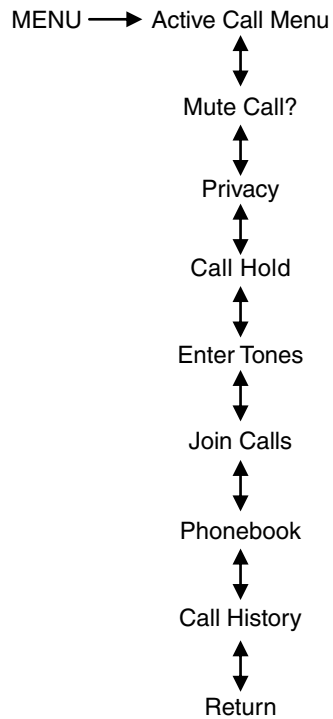 MENU Active Call Menu
Mute Call?
Privacy
Call Hold
Enter Tones
Join Calls
Phonebook
Call History
Return